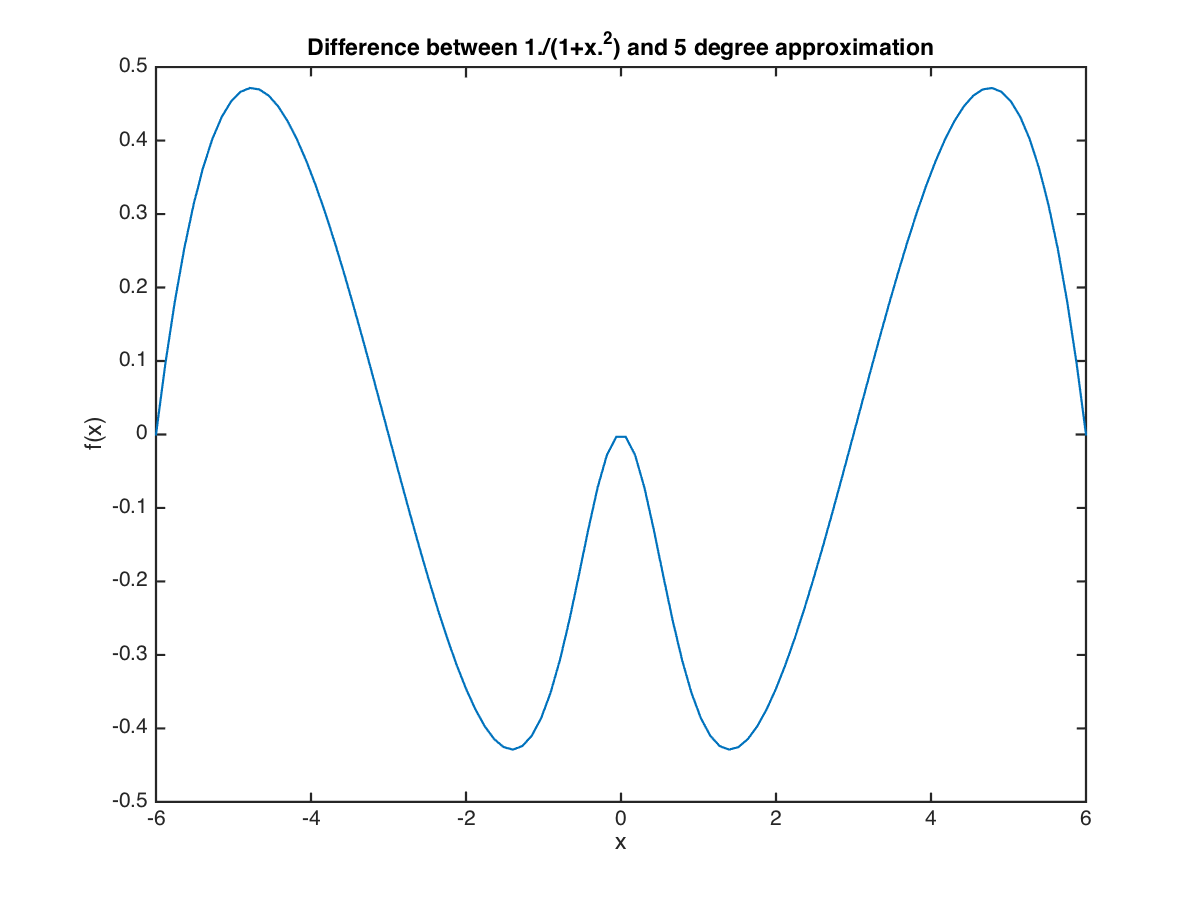 Difference between 1./(1+x.²) and 5 degree approximation
0.5
0.4
0.3
0.2
0.1
0
-0.1
-0.2
-0.3
-0.4
-0.5
f(x)
-6 -4 -2 0 2 4 6
x